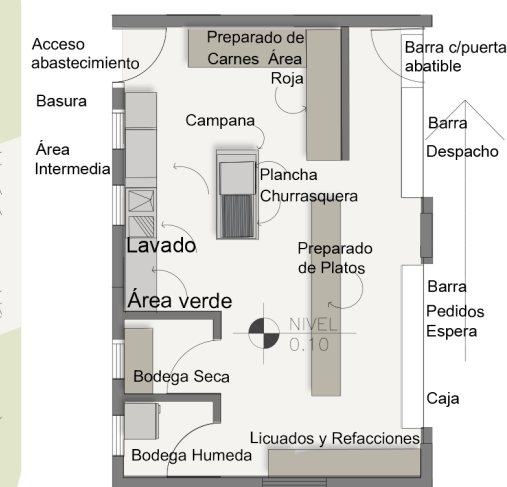 Preparado de
Carnes Área
Roja
Acceso
abastecimiento
Barra c/puerta
abatible
Basura
Campana
Barra
Despacho
Área
Intermedia
Plancha
Churrasquera
Lavado
Preparado
de Platos
Área verde
Barra
Pedidos
Espera
NIVEL
0.10
Bodega Seca
Caja
Licuados y Refacciones
Bodega Humeda